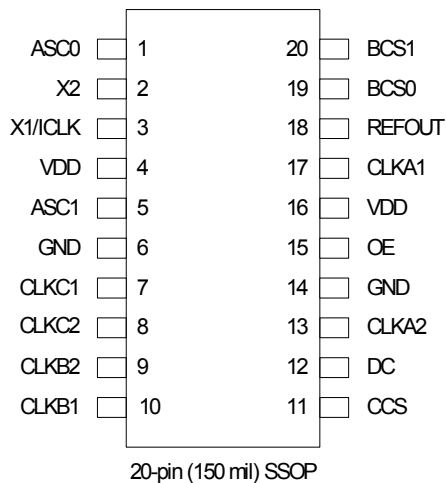 ASC0 1 20 BCS1
X2 2 19 BCS0
X1/ICLK 3 18 REFOUT
VDD 4 17 CLKA1
ASC1 5 16 VDD
GND 6 15 OE
CLKC1 7 14 GND
CLKC2 8 13 CLKA2
CLKB2 9 12 DC
CLKB1 10 11 CCS
20-pin (150 mil) SSOP